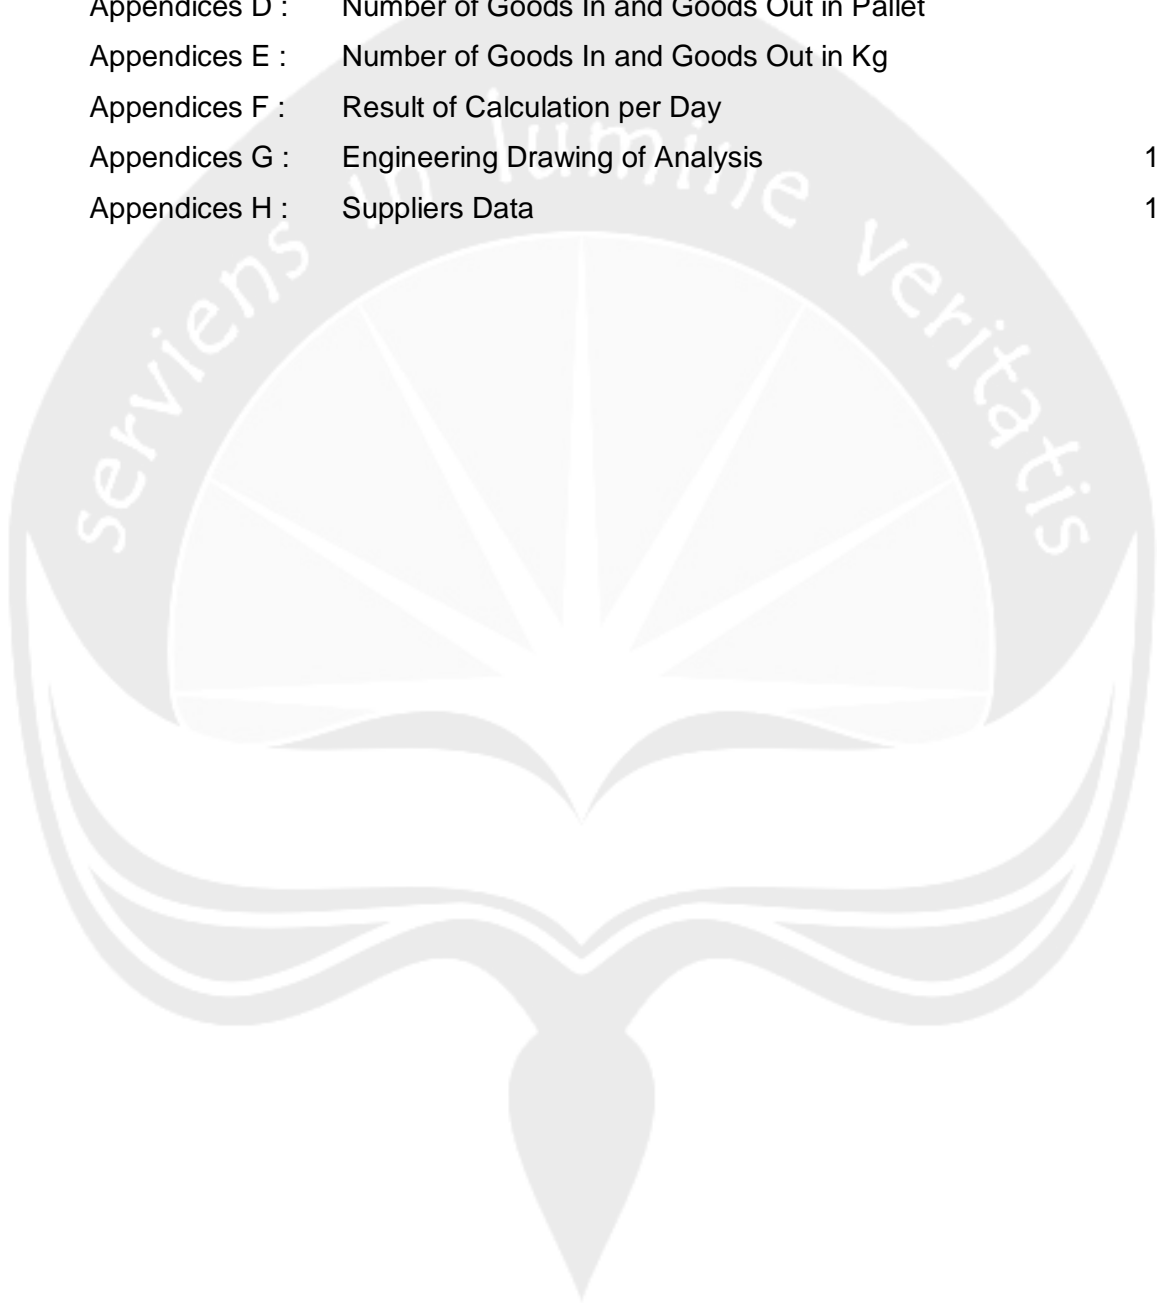 Appendices D : Number of Goods In and Goods Out in Pallet
Appendices E : Number of Goods In and Goods Out in Kg
Appendices F : Result of Calculation per Day
Appendices G : Engineering Drawing of Analysis 1
Appendices H : Suppliers Data 1
serviens in lumine veritatis